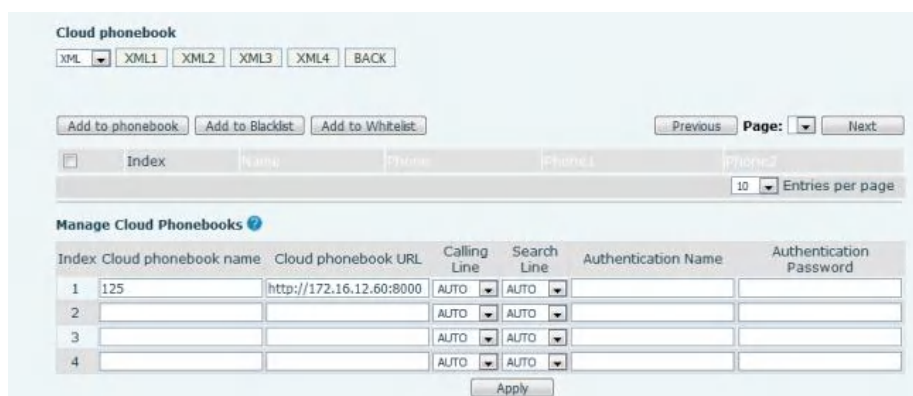 Cloud phonebook
XML XML1 XML2 XML3 XML4 BACK
Add to phonebook Add to Blacklist Add to Whitelist Previous Page: Next
Index Name Phone Phone1 Phone2
10 Entries per page
Manage Cloud Phonebooks ?
Index Cloud phonebook name Cloud phonebook URL Calling Line Search Line Authentication Name Authentication Password
1 125 http://172.16.12.60:8000 AUTO AUTO
2 AUTO AUTO
3 AUTO AUTO
4 AUTO AUTO
Apply